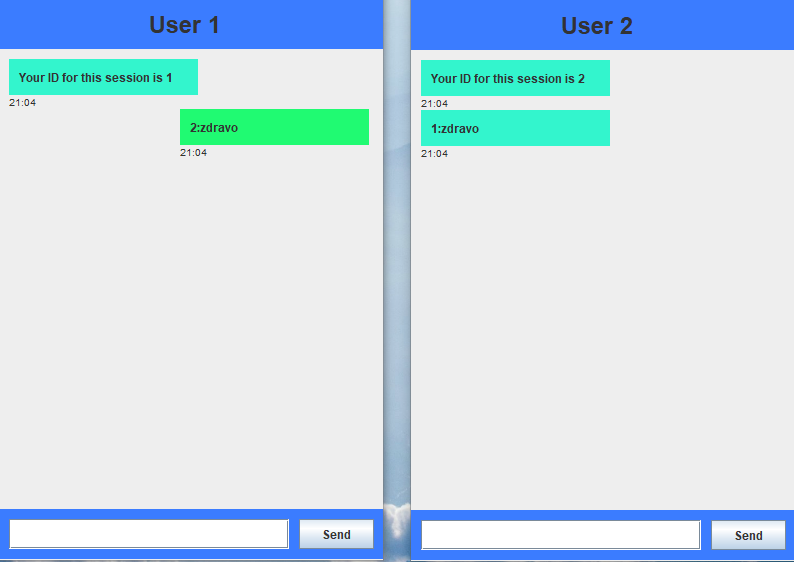 User 1
Your ID for this session is 1
21:04
2:zdravo
21:04
Send
User 2
Your ID for this session is 2
21:04
1:zdravo
21:04
Send